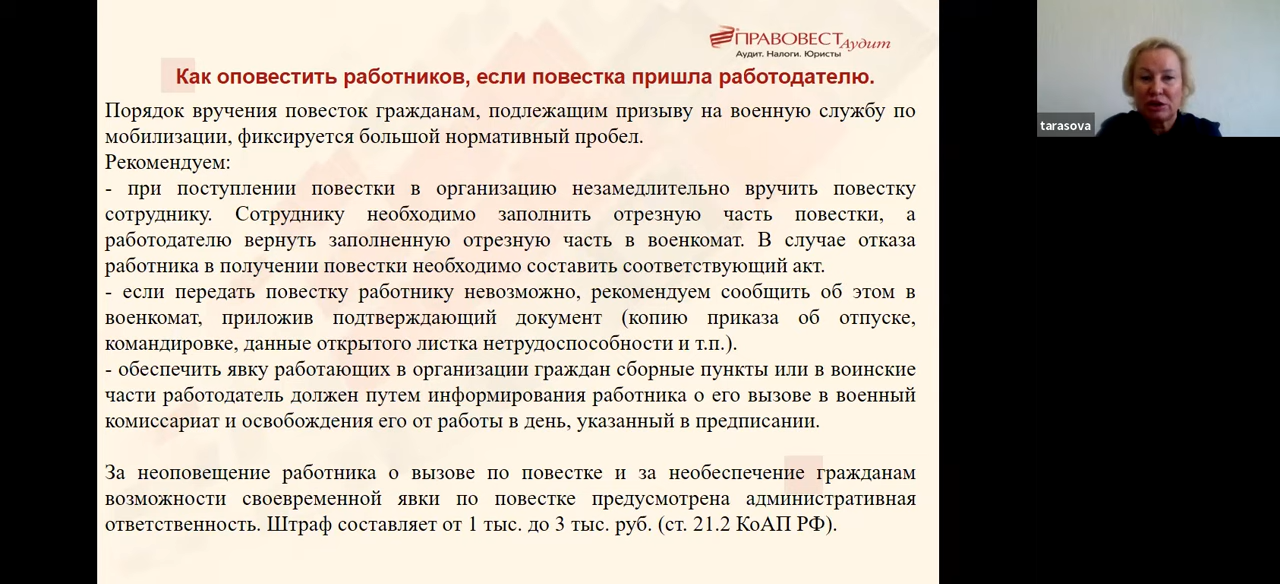 ПРАВОВЕСТ Аудит
Аудит. Налоги. Юристы
Как оповестить работников, если повестка пришла работодателю.
Порядок вручения повесток гражданам, подлежащим призыву на военную службу по
мобилизации, фиксируется большой нормативный пробел.
Рекомендуем:
- при поступлении повестки в организацию незамедлительно вручить повестку
сотруднику. Сотруднику необходимо заполнить отрезную часть повестки, а
работодателю вернуть заполненную отрезную часть в военкомат. В случае отказа
работника в получении повестки необходимо составить соответствующий акт.
- если передать повестку работнику невозможно, рекомендуем сообщить об этом в
военкомат, приложив подтверждающий документ (копию приказа об отпуске,
командировке, данные открытого листка нетрудоспособности и т.п.).
- обеспечить явку работающих в организации граждан сборные пункты или в воинские
части работодатель должен путем информирования работника о его вызове в военный
комиссариат и освобождения его от работы в день, указанный в предписании.
За неоповещение работника о вызове по повестке и за необеспечение гражданам
возможности своевременной явки по повестке предусмотрена административная
ответственность. Штраф составляет от 1 тыс. до 3 тыс. руб. (ст. 21.2 КоАП РФ).
tarasova